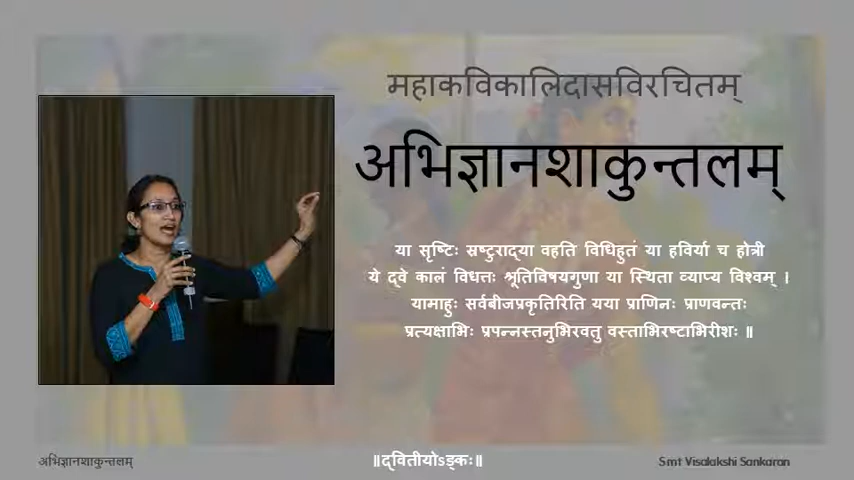 महाकविकालिदासविरचितम्
अभिज्ञानशाकुन्तलम्
या सृष्टिः स्रष्टुराद्या वहति विधिहुतं या हविर्या च होत्री
ये द्वे कालं विधत्तः श्रूतिविषयगुणा या स्थिता व्याप्य विश्वम् ।
यामाहुः सर्वबीजप्रकृतिरिति यया प्राणिनः प्राणवन्तः
प्रत्यक्षाभिः प्रपन्नस्तनुभिरवतु वस्ताभिरष्टाभिरीशः ॥
अभिज्ञानशाकुन्तलम्
॥द्वितीयोऽङ्कः॥
Smt Visalakshi Sankaran